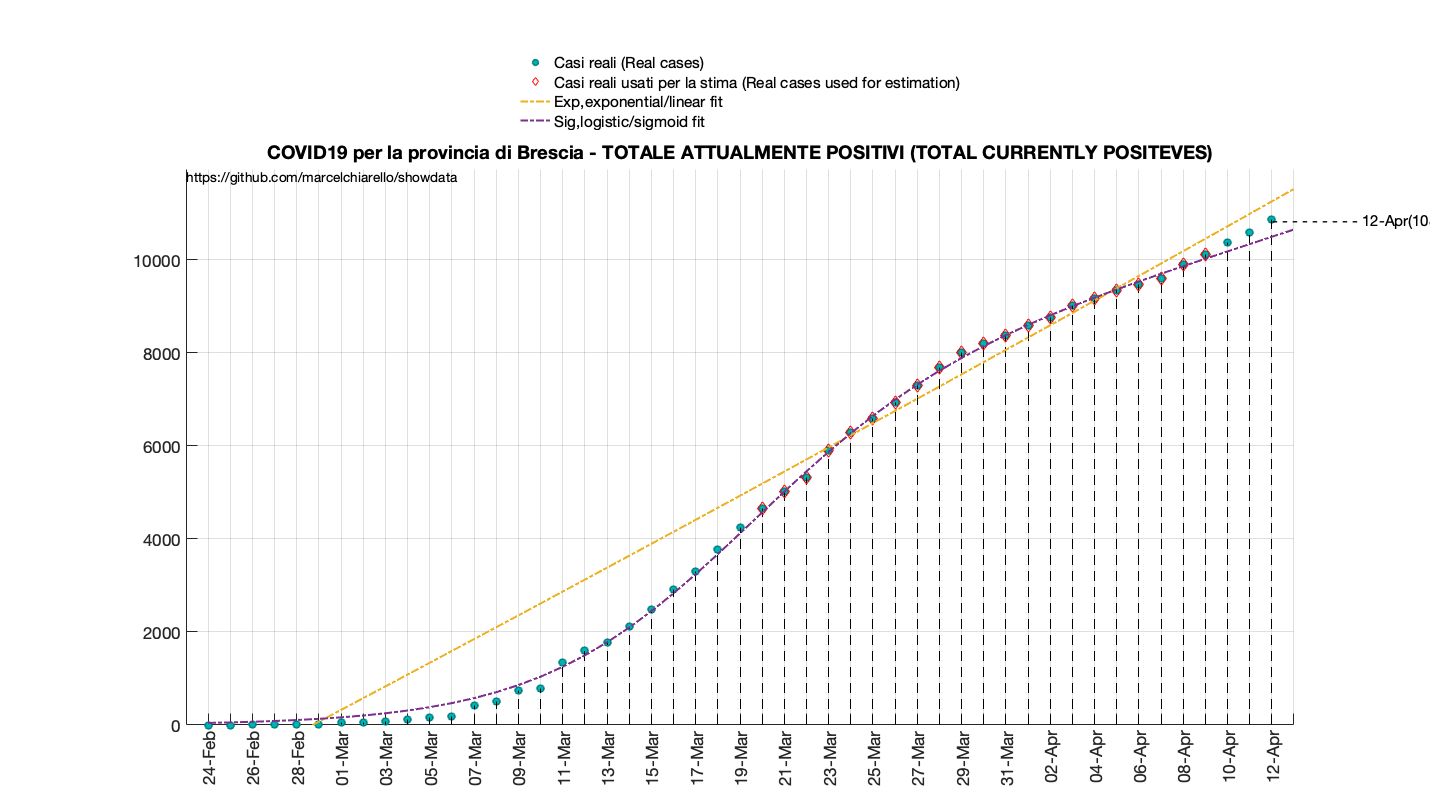 Casi reali (Real cases)
Casi reali usati per la stima (Real cases used for estimation)
Exp,exponential/linear fit
Sig,logistic/sigmoid fit
COVID19 per la provincia di Brescia - TOTALE ATTUALMENTE POSITIVI (TOTAL CURRENTLY POSITEVES)
https://github.com/marcelchiarello/showdata
12-Apr(10
10000
8000
6000
4000
2000
0
24-Feb
26-Feb
28-Feb
01-Mar
03-Mar
05-Mar
07-Mar
09-Mar
11-Mar
13-Mar
15-Mar
17-Mar
19-Mar
21-Mar
23-Mar
25-Mar
27-Mar
29-Mar
31-Mar
02-Apr
04-Apr
06-Apr
08-Apr
10-Apr
12-Apr